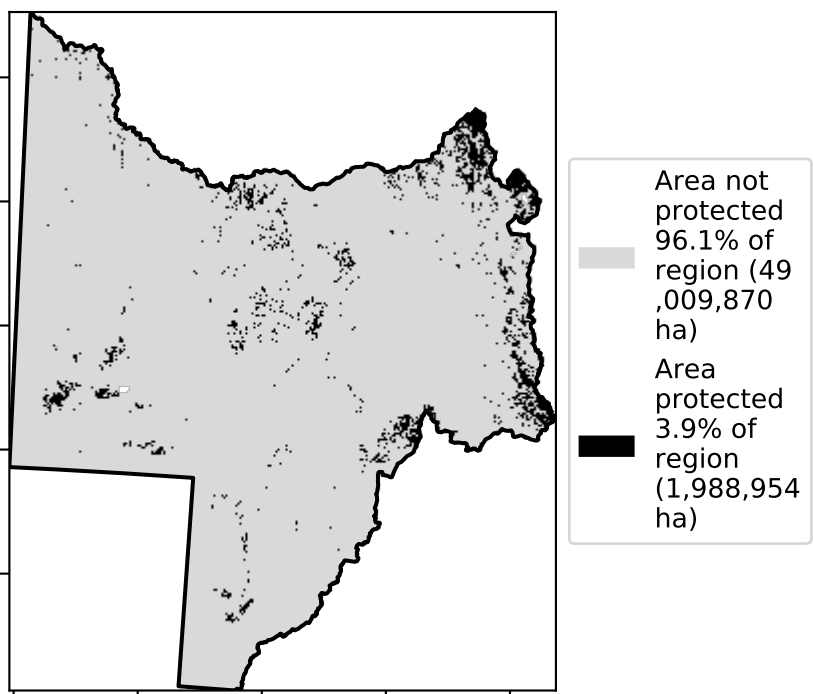 Area not
protected
96.1% of
region (49
,009,870
ha)
Area
protected
3.9% of
region
(1,988,954
ha)